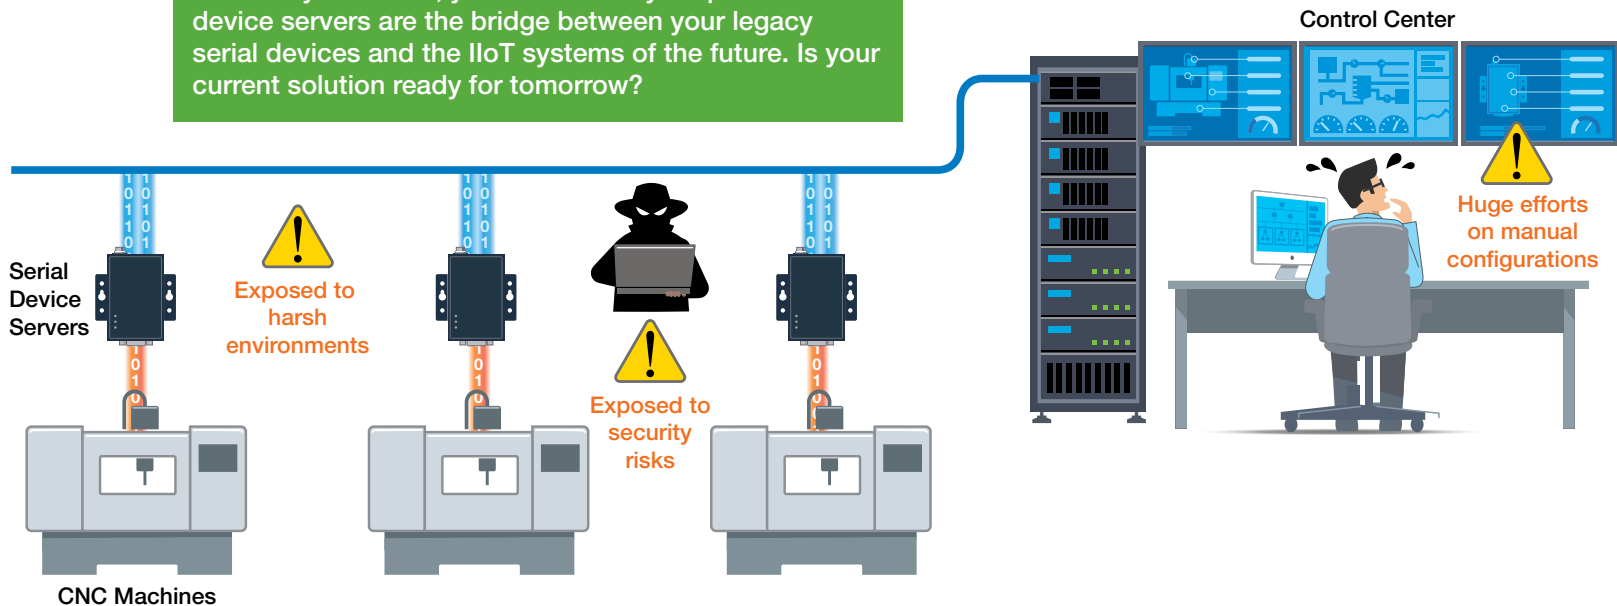 device servers are the bridge between your legacy
serial devices and the IIoT systems of the future. Is your
current solution ready for tomorrow?
Control Center
Serial
Device
Servers
Exposed to
harsh
environments
Exposed to
security
risks
Huge efforts
on manual
configurations
CNC Machines